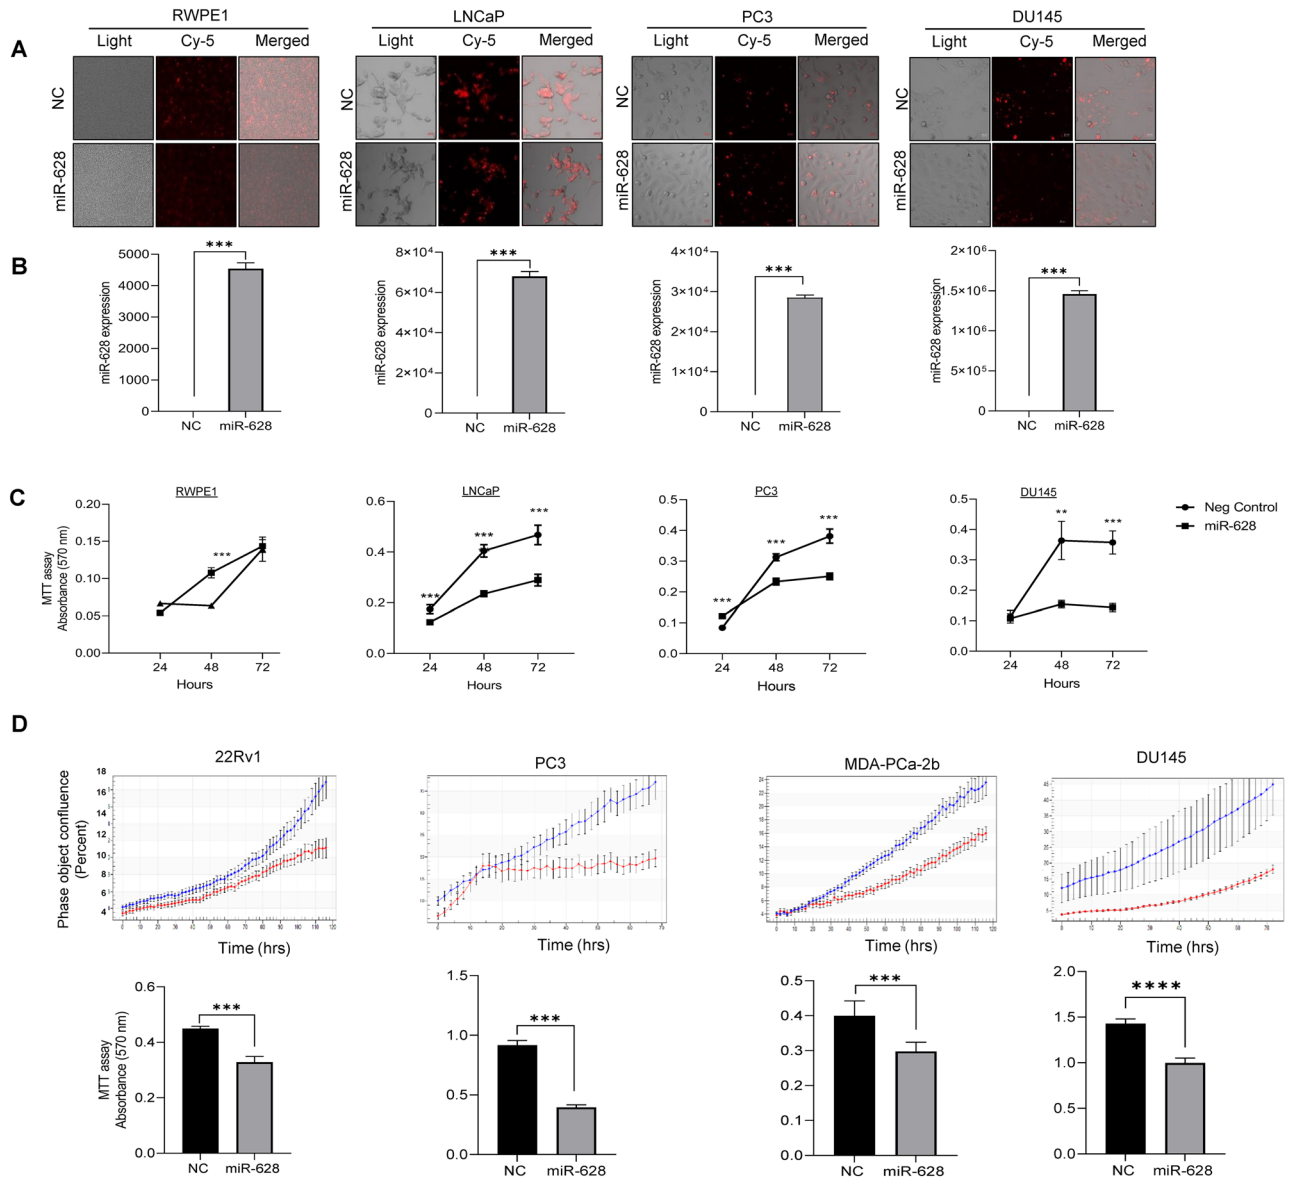 RWPE1 LNCaP PC3 DU145
A Light Cy-5 Merged Light Cy-5 Merged Light Cy-5 Merged Light Cy-5 Merged
NC NC NC NC
miR-628 miR-628 miR-628 miR-628
B
miR-628 expression
5000
4000
3000
2000
1000
0
***
NC miR-628
miR-628 expression
8×10⁴
6×10⁴
4×10⁴
2×10⁴
0
***
NC miR-628
miR-628 expression
4×10⁴
3×10⁴
2×10⁴
1×10⁴
0
***
NC miR-628
miR-628 expression
2×10⁶
1.5×10⁶
1×10⁶
5×10⁵
0
***
NC miR-628
C
RWPE1
MTT assay
Absorbance (570 nm)
0.20
0.15
0.10
0.05
0.00
***
24 48 72
Hours
LNCaP
0.6
0.4
0.2
0.0
*** *** ***
24 48 72
Hours
PC3
0.5
0.4
0.3
0.2
0.1
0.0
*** *** ***
24 48 72
Hours
DU145
0.5
0.4
0.3
0.2
0.1
0.0
** ***
24 48 72
Hours
Neg Control
miR-628
D
22Rv1 PC3 MDA-PCa-2b DU145
Phase object confluence
(Percent)
18
16
14
12
10
8
6
4
Time (hrs) Time (hrs) Time (hrs) Time (hrs)
MTT assay
Absorbance (570 nm)
0.6
0.4
0.2
0.0
***
NC miR-628
1.5
1.0
0.5
0.0
***
NC miR-628
0.5
0.4
0.3
0.2
0.1
0.0
***
NC miR-628
2.0
1.5
1.0
0.5
0.0
****
NC miR-628